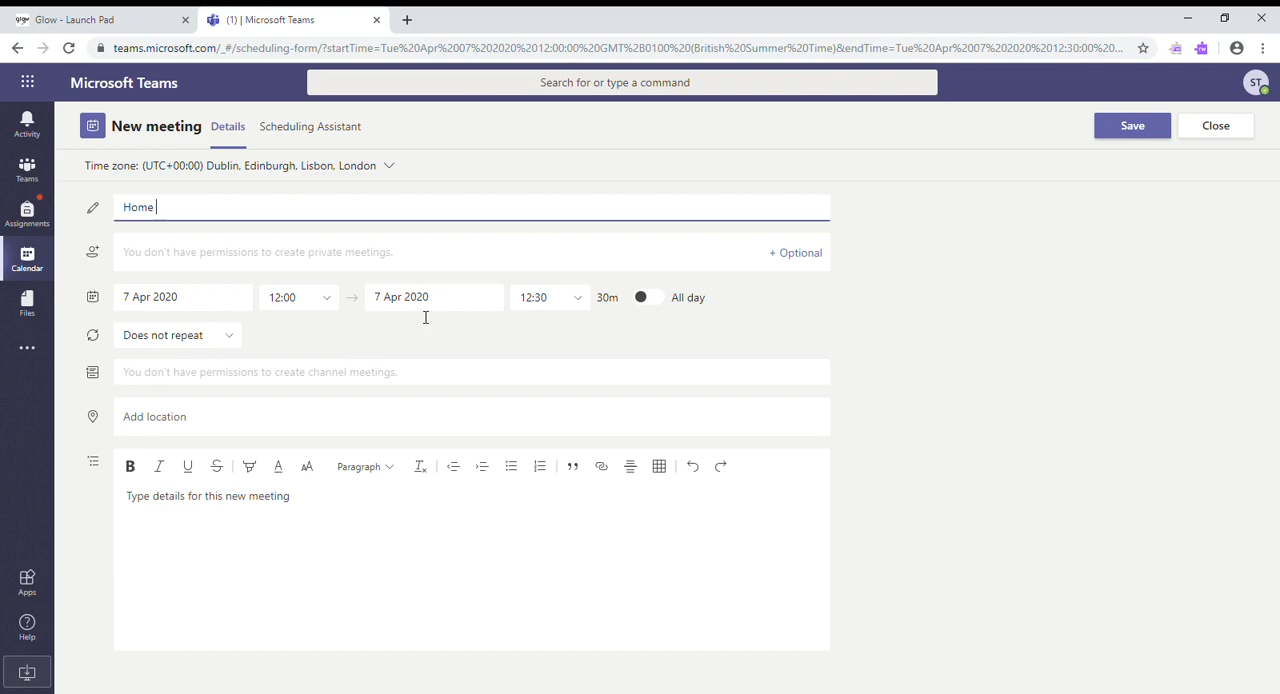 glow Glow - Launch Pad
(1) | Microsoft Teams
teams.microsoft.com/_#/scheduling-form/?startTime=Tue%20Apr%2007%202020%2012:00:00%20GMT%2B0100%20(British%20Summer%20Time)&endTime=Tue%20Apr%2007%202020%2012:30:00%20...
Microsoft Teams
Search for or type a command
ST
Activity
Teams
Assignments
Calendar
Files
Apps
Help
New meeting Details Scheduling Assistant
Save Close
Time zone: (UTC+00:00) Dublin, Edinburgh, Lisbon, London
Home
You don't have permissions to create private meetings. + Optional
7 Apr 2020 12:00 → 7 Apr 2020 12:30 30m All day
Does not repeat
You don't have permissions to create channel meetings.
Add location
B I U S A AA Paragraph
Type details for this new meeting